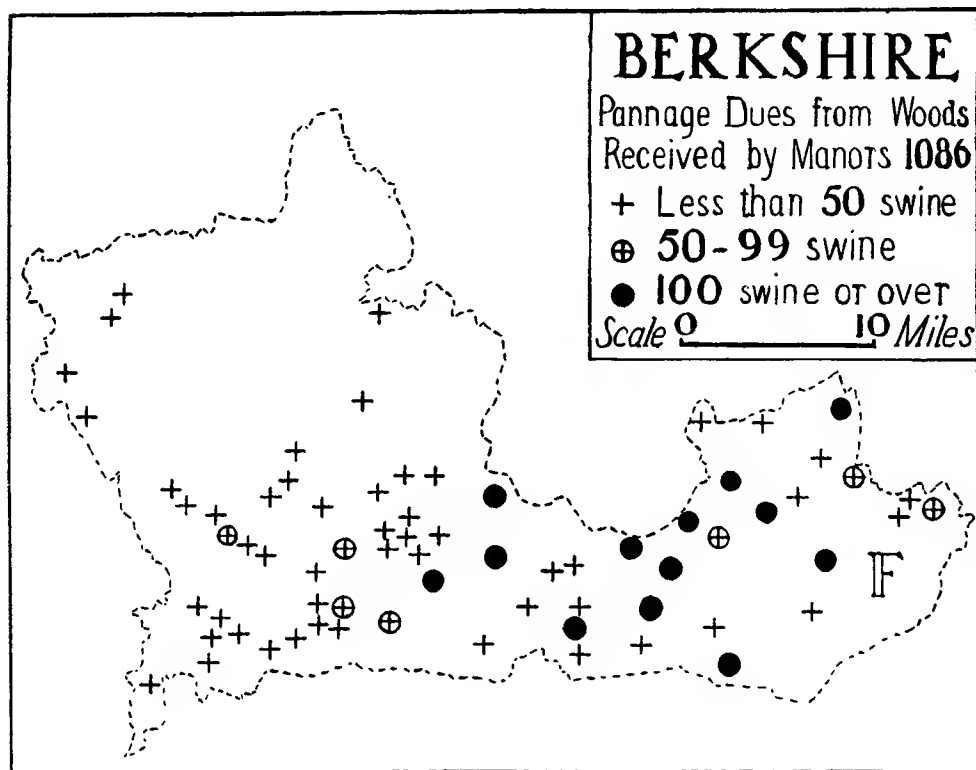 BERKSHIRE
Pannage Dues from Woods
Received by Manors 1086
+ Less than 50 swine
⊕ 50-99 swine
● 100 swine or over
Scale 0 10 Miles
F